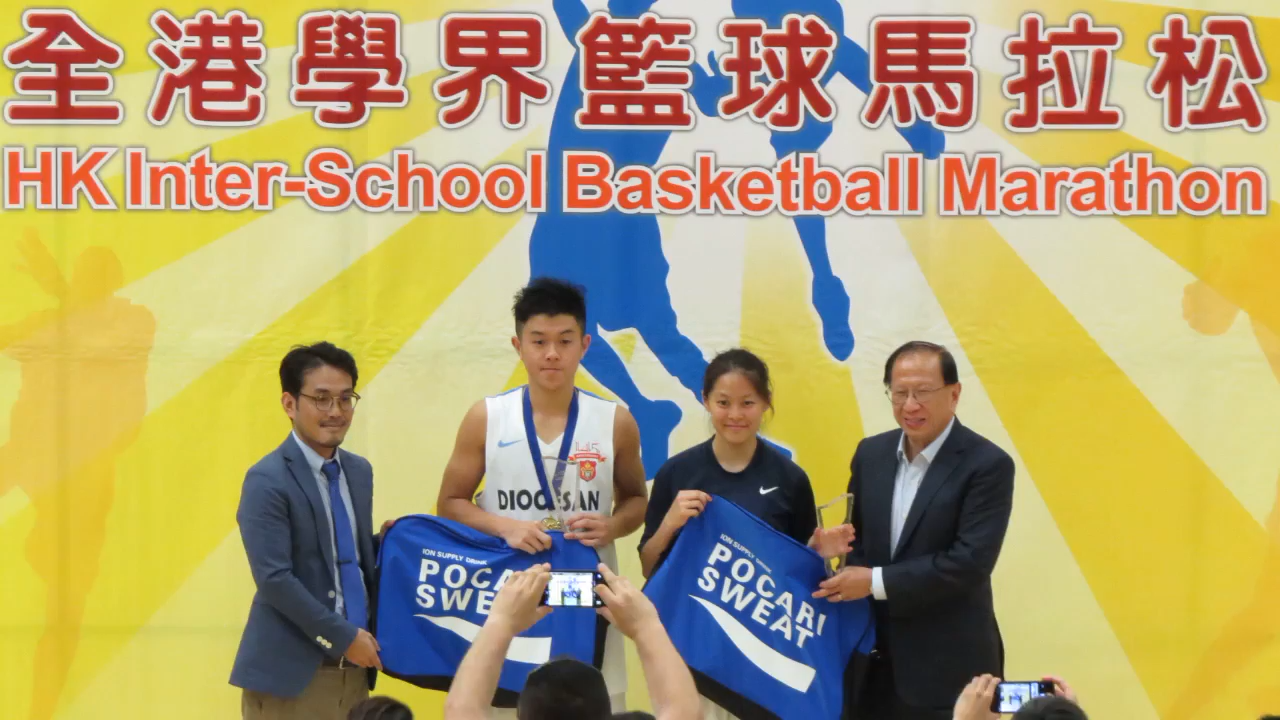 全港學界籃球馬拉松
HK Inter-School Basketball Marathon
DIOCESAN
ION SUPPLY DRINK
POCARI
SWEAT
ION SUPPLY DRINK
POCARI
SWEAT